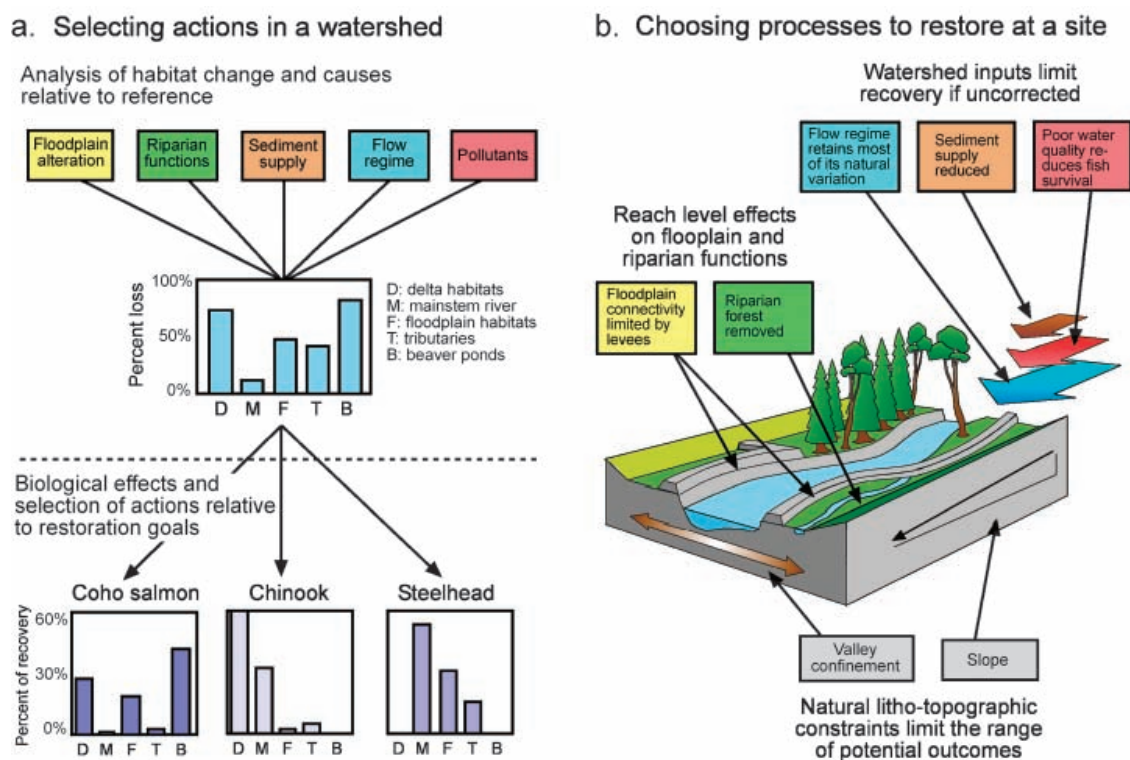 a. Selecting actions in a watershed
Analysis of habitat change and causes
relative to reference
Floodplain
alteration
Riparian
functions
Sediment
supply
Flow
regime
Pollutants
Percent loss
100%
50%
0%
D M F T B
D: delta habitats
M: mainstem river
F: floodplain habitats
T: tributaries
B: beaver ponds
Biological effects and
selection of actions relative
to restoration goals
Coho salmon
Chinook
Steelhead
Percent of recovery
60%
30%
0%
D M F T B
D M F T B
D M F T B
b. Choosing processes to restore at a site
Watershed inputs limit
recovery if uncorrected
Flow regime
retains most
of its natural
variation
Sediment
supply
reduced
Poor water
quality re-
duces fish
survival
Reach level effects
on flooplain and
riparian functions
Floodplain
connectivity
limited by
levees
Riparian
forest
removed
Valley
confinement
Slope
Natural litho-topographic
constraints limit the range
of potential outcomes